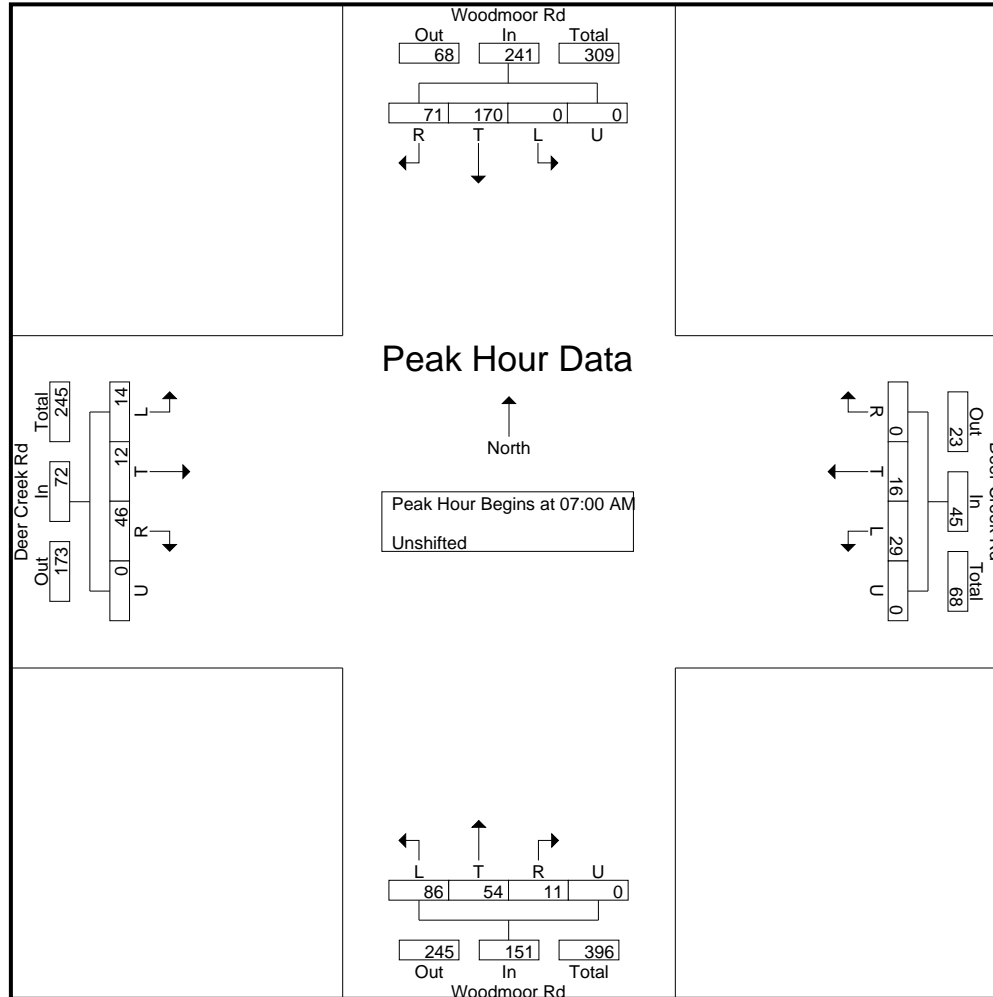 Woodmoor Rd
Out In Total
68 241 309
71 170 0 0
R T L U
Peak Hour Data
North
Peak Hour Begins at 07:00 AM
Unshifted
Deer Creek Rd
Total In Out
245 72 173
14 12 46 0
L T R U
Out In Total
23 45 68
0 16 29 0
R T L U
Deer Creek Rd
L T R U
86 54 11 0
245 151 396
Out In Total
Woodmoor Rd